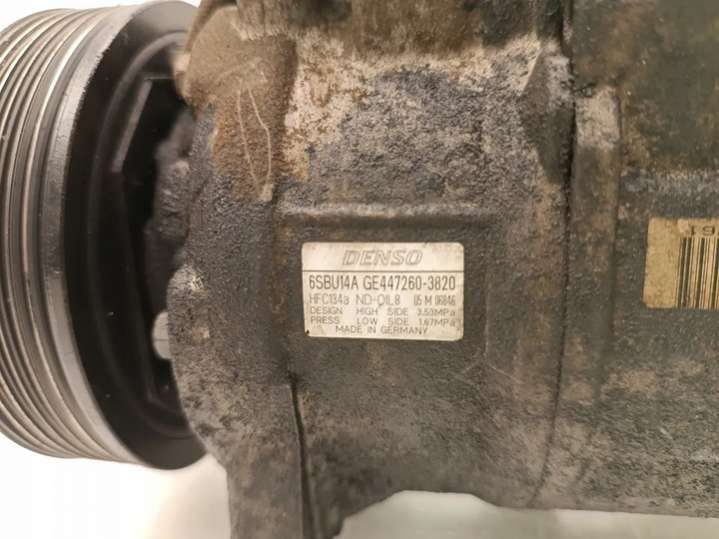 DENSO
6SBU14A GE447260-3820
HFC134a ND-OIL8 05 M 06846
DESIGN HIGH SIDE 3.53MPa
PRESS LOW SIDE 1.67MPa
MADE IN GERMANY